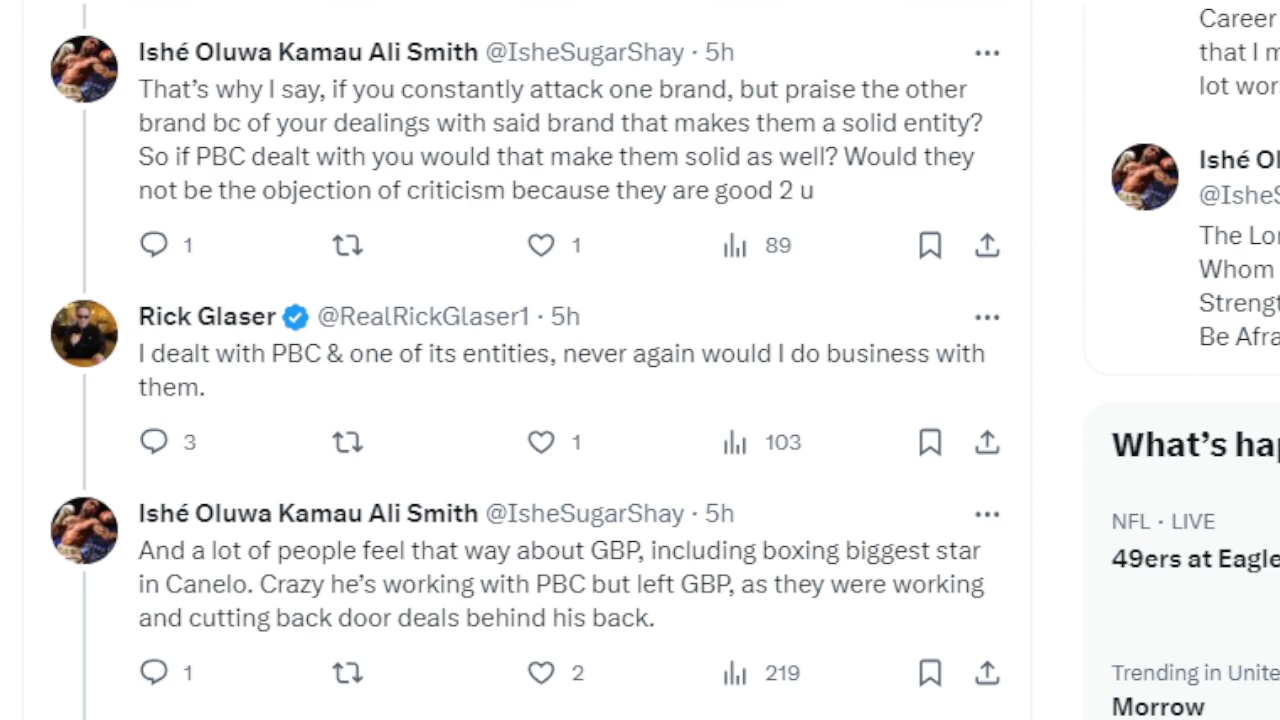 Ishé Oluwa Kamau Ali Smith @IsheSugarShay · 5h
That's why I say, if you constantly attack one brand, but praise the other
brand bc of your dealings with said brand that makes them a solid entity?
So if PBC dealt with you would that make them solid as well? Would they
not be the objection of criticism because they are good 2 u
1 1 89
Rick Glaser @RealRickGlaser1 · 5h
I dealt with PBC & one of its entities, never again would I do business with
them.
3 1 103
Ishé Oluwa Kamau Ali Smith @IsheSugarShay · 5h
And a lot of people feel that way about GBP, including boxing biggest star
in Canelo. Crazy he's working with PBC but left GBP, as they were working
and cutting back door deals behind his back.
1 2 219
Career
that I m
lot wor
Ishé Ol
@IsheS
The Lor
Whom
Strengt
Be Afra
What's hap
NFL · LIVE
49ers at Eagle
Trending in Unite
Morrow